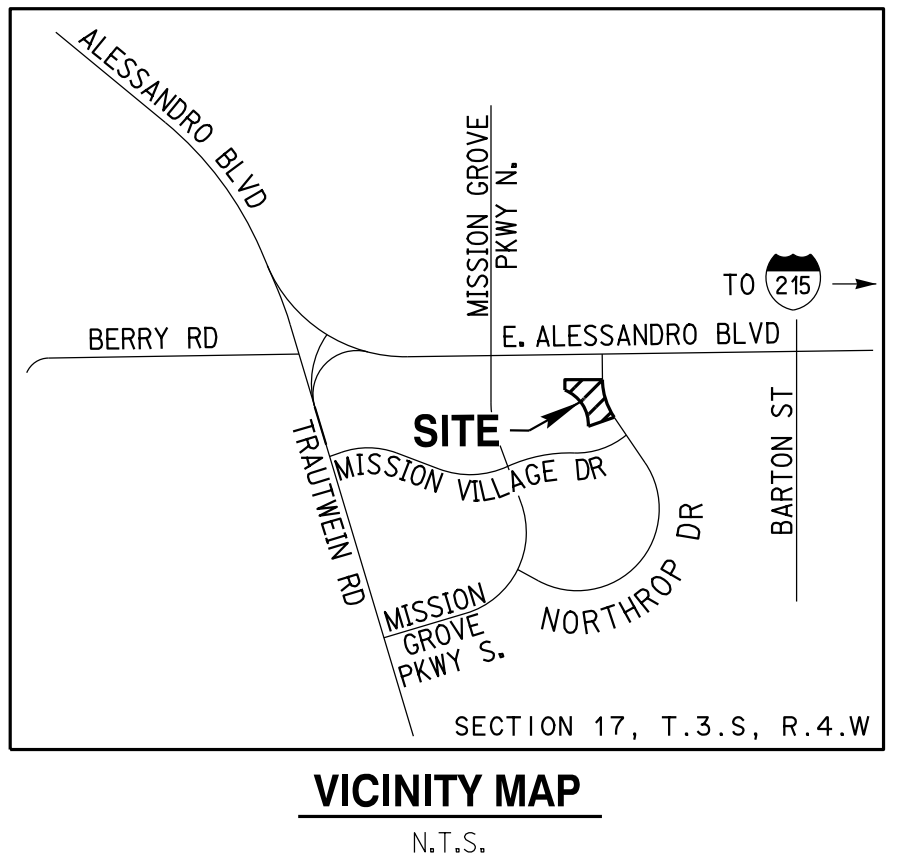 ALESSANDRO BLVD
MISSION GROVE
PKWY N.
TO 215
BERRY RD
E. ALESSANDRO BLVD
SITE
BARTON ST
TRAUTWEIN RD
MISSION VILLAGE DR
NORTHROP DR
MISSION
GROVE
PKWY S.
SECTION 17, T.3.S, R.4.W
VICINITY MAP
N.T.S.